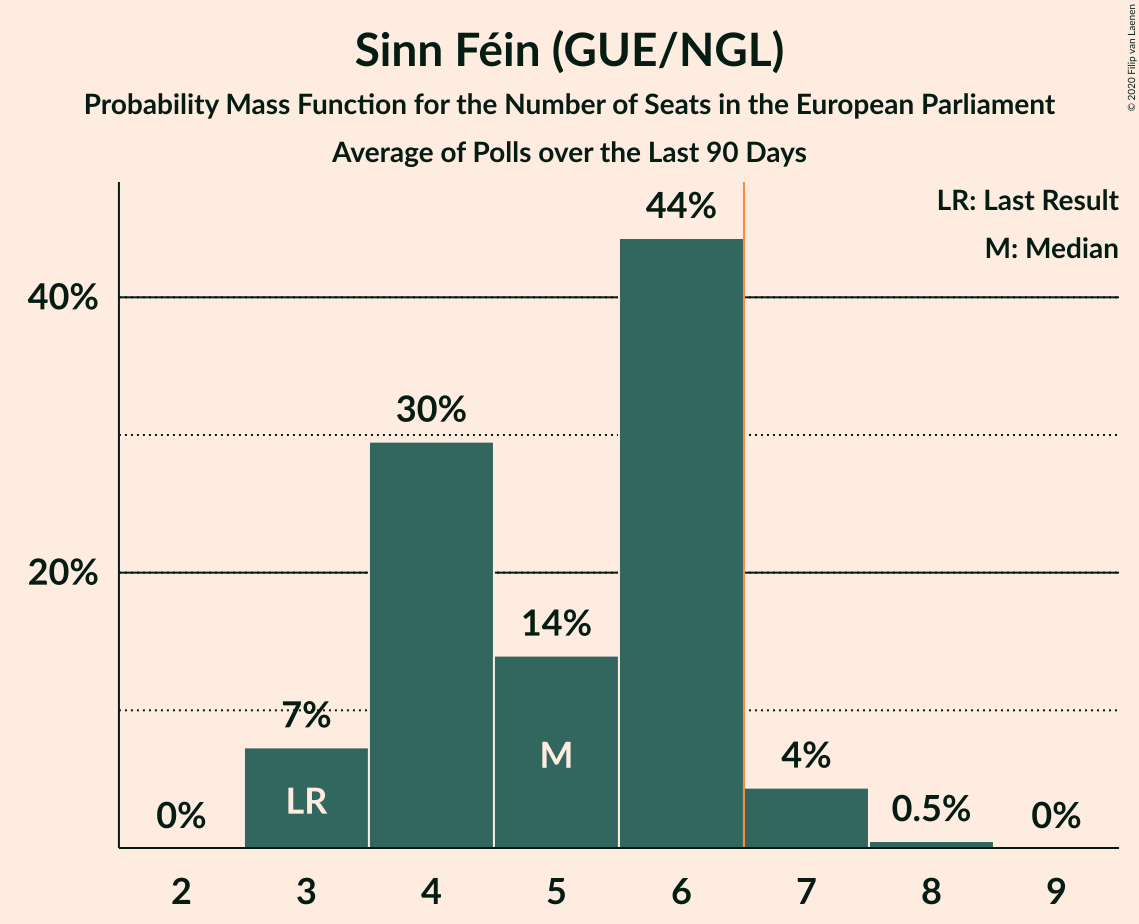 Sinn Féin (GUE/NGL)
Probability Mass Function for the Number of Seats in the European Parliament
Average of Polls over the Last 90 Days
© 2020 Filip van Laenen
LR: Last Result
M: Median
44%
40%
30%
20%
14%
7%
M
4%
LR
0.5%
0%
0%
2 3 4 5 6 7 8 9